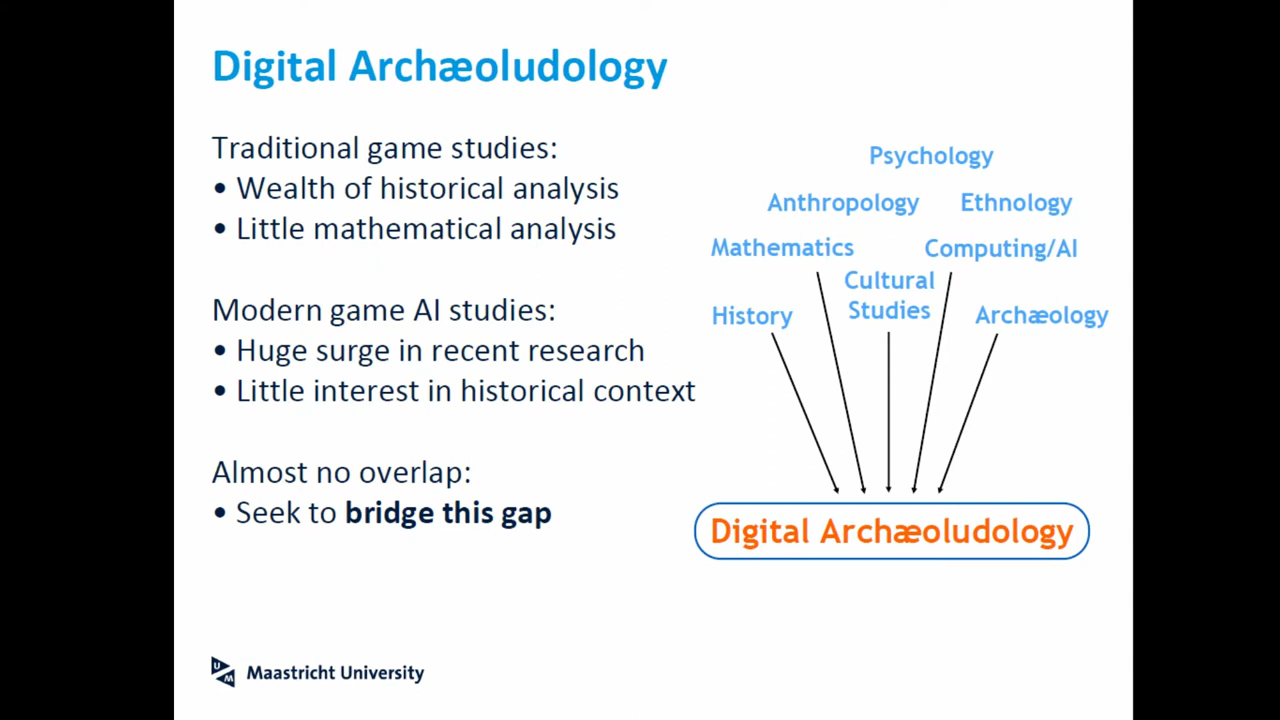 Digital Archæoludology
Traditional game studies:
• Wealth of historical analysis
• Little mathematical analysis
Modern game AI studies:
• Huge surge in recent research
• Little interest in historical context
Almost no overlap:
• Seek to bridge this gap
Psychology
Anthropology
Ethnology
Mathematics
Computing/AI
Cultural
Studies
History
Archæology
Digital Archæoludology
UM
Maastricht University